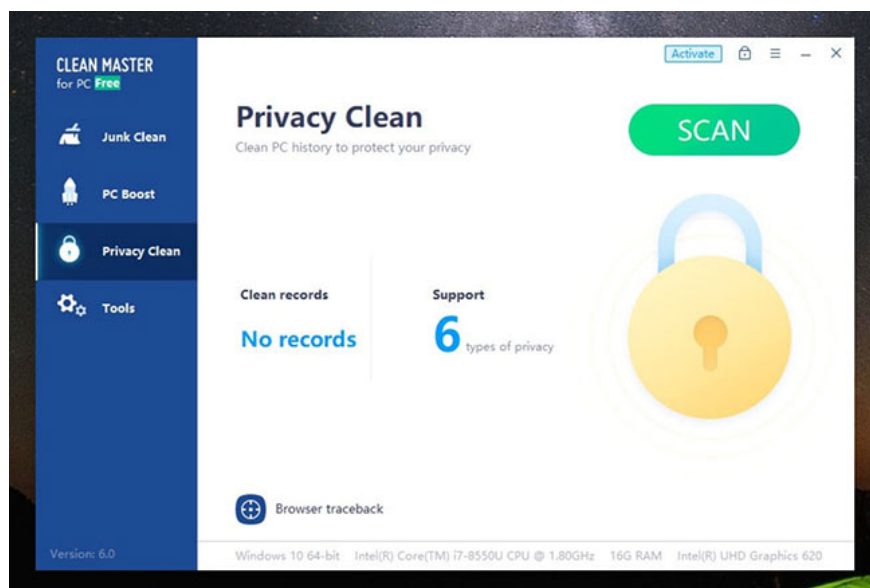 CLEAN MASTER
for PC Free
Junk Clean
PC Boost
Privacy Clean
Tools
Version: 6.0
Activate
Privacy Clean
Clean PC history to protect your privacy
SCAN
Clean records
No records
Support
6 types of privacy
Browser traceback
Windows 10 64-bit Intel(R) Core(TM) i7-8550U CPU @ 1.80GHz 16G RAM Intel(R) UHD Graphics 620